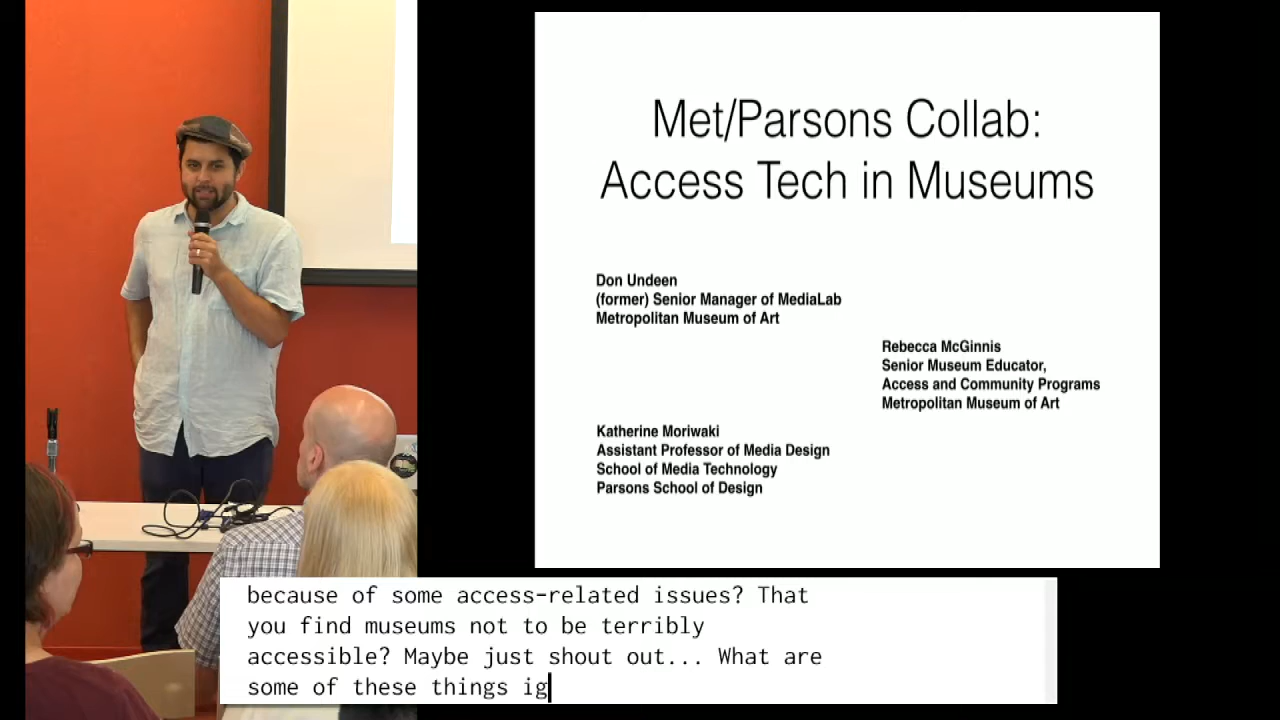 Met/Parsons Collab:
Access Tech in Museums
Don Undeen
(former) Senior Manager of MediaLab
Metropolitan Museum of Art
Rebecca McGinnis
Senior Museum Educator,
Access and Community Programs
Metropolitan Museum of Art
Katherine Moriwaki
Assistant Professor of Media Design
School of Media Technology
Parsons School of Design
because of some access-related issues? That
you find museums not to be terribly
accessible? Maybe just shout out... What are
some of these things ig